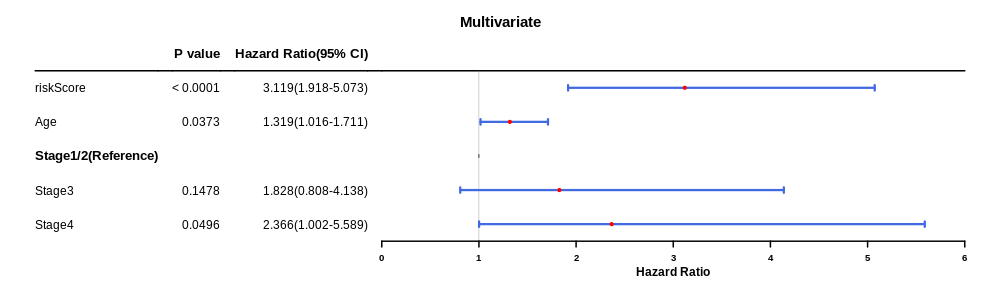 Multivariate
P value Hazard Ratio(95% CI)
riskScore < 0.0001 3.119(1.918-5.073)
Age 0.0373 1.319(1.016-1.711)
Stage1/2(Reference)
Stage3 0.1478 1.828(0.808-4.138)
Stage4 0.0496 2.366(1.002-5.589)
0 1 2 3 4 5 6
Hazard Ratio